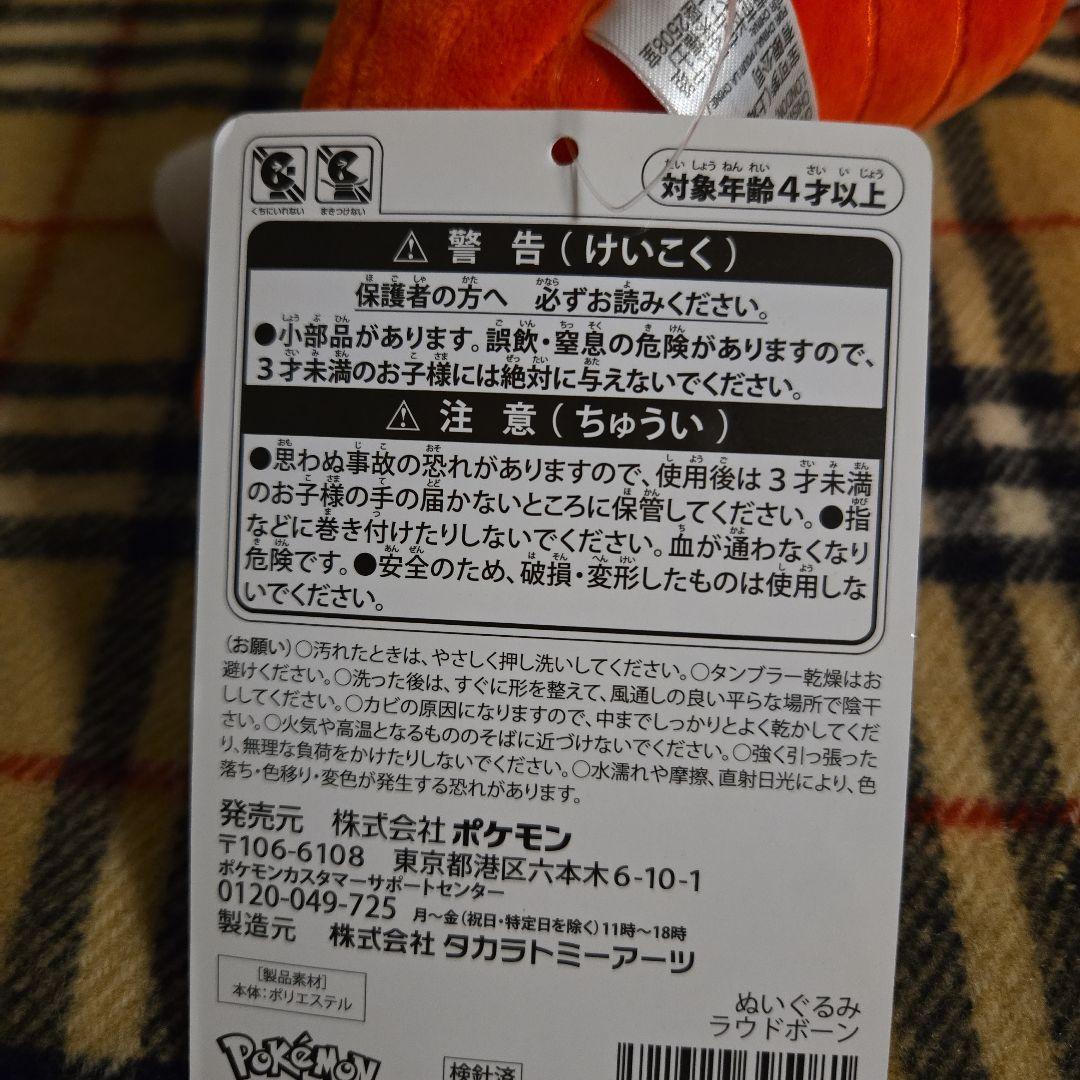 くちにいれない まきつけない
対象年齢4才以上
たいしょうねんれい さいいじょう
⚠ 警 告 ( けいこく )
保護者の方へ 必ずお読みください。
●小部品があります。誤飲・窒息の危険がありますので、
3才未満のお子様には絶対に与えないでください。
⚠ 注 意 ( ちゅうい )
●思わぬ事故の恐れがありますので、使用後は3才未満
のお子様の手の届かないところに保管してください。●指
などに巻き付けたりしないでください。血が通わなくなり
危険です。●安全のため、破損・変形したものは使用しな
いでください。
(お願い)○汚れたときは、やさしく押し洗いしてください。○タンブラー乾燥はお
避けください。○洗った後は、すぐに形を整えて、風通しの良い平らな場所で陰干
ししてください。○カビの原因になりますので、中までしっかりとよく乾かしてくだ
さい。○火気や高温となるもののそばに近づけないでください。○強く引っ張った
り、無理な負荷をかけたりしないでください。○水濡れや摩擦、直射日光により、色
落ち・色移り・変色が発生する恐れがあります。
発売元 株式会社 ポケモン
〒106-6108 東京都港区六本木6-10-1
ポケモンカスタマーサポートセンター
0120-049-725 月〜金(祝日・特定日を除く)11時〜18時
製造元 株式会社 タカラトミーアーツ
[製品素材]
本体:ポリエステル
ぬいぐるみ
ラウドボーン
POKéMON
検針済